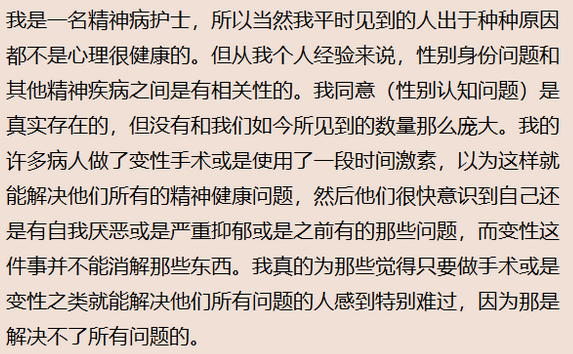 我是一名精神病护士，所以当然我平时见到的人出于种种原因
都不是心理很健康的。但从我个人经验来说，性别身份问题和
其他精神疾病之间是有相关性的。我同意（性别认知问题）是
真实存在的，但没有和我们如今所见到的数量那么庞大。我的
许多病人做了变性手术或是使用了一段时间激素，以为这样就
能解决他们所有的精神健康问题，然后他们很快意识到自己还
是有自我厌恶或是严重抑郁或是之前有的那些问题，而变性这
件事并不能消解那些东西。我真的为那些觉得只要做手术或是
变性之类就能解决他们所有问题的人感到特别难过，因为那是
解决不了所有问题的。